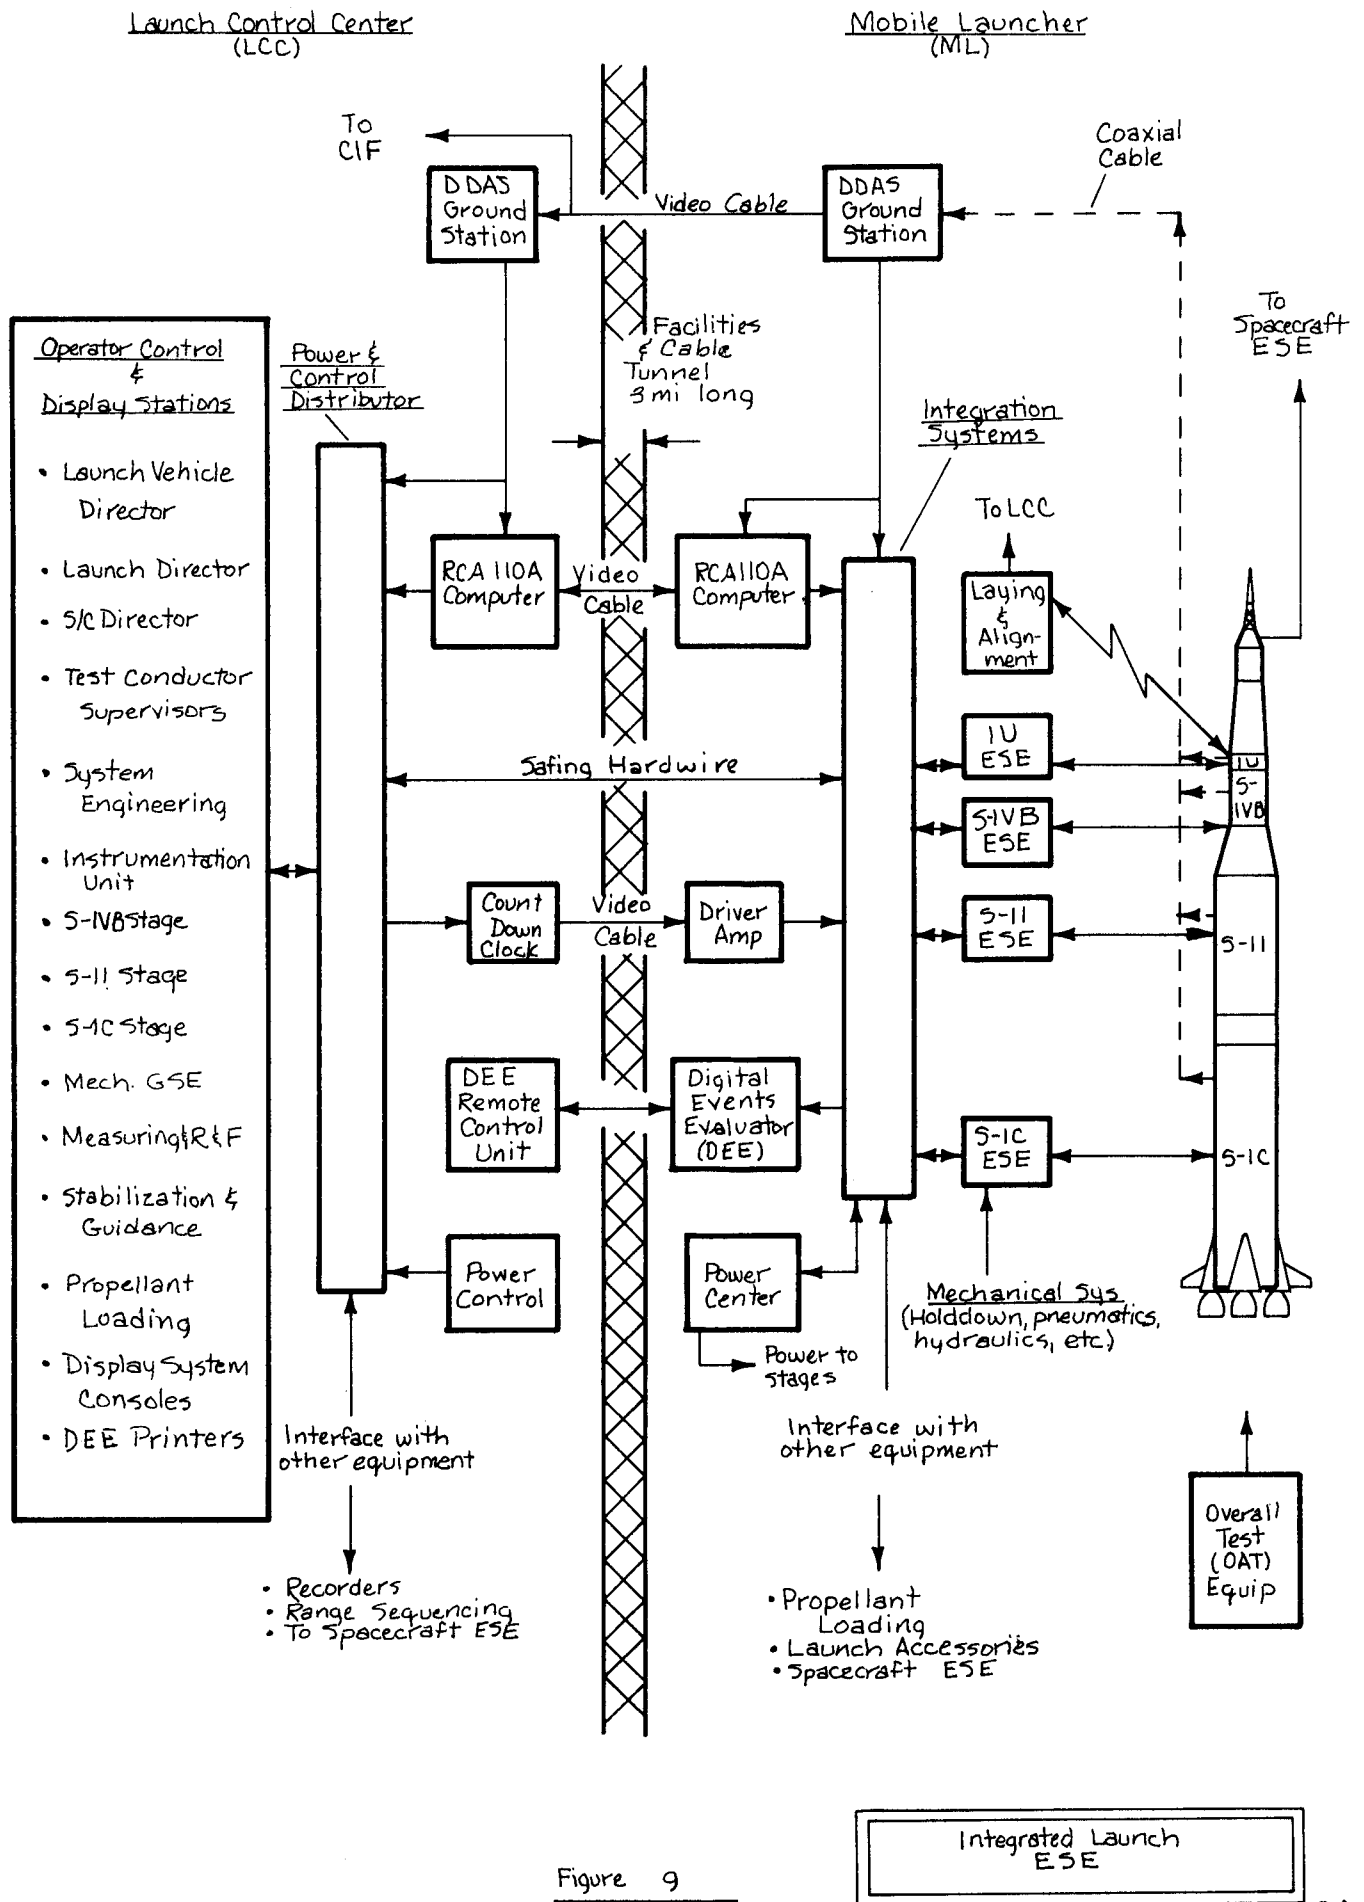 Launch Control Center
(LCC)
Mobile Launcher
(ML)
To
CIF
DDAS
Ground
Station
Video Cable
DDAS
Ground
Station
Coaxial
Cable
To
Spacecraft
ESE
Operator Control
&
Display Stations
• Launch Vehicle
Director
• Launch Director
• S/C Director
• Test Conductor
Supervisors
• System
Engineering
• Instrumentation
Unit
• S-IVB Stage
• S-II Stage
• S-IC Stage
• Mech. GSE
• Measuring & R & F
• Stabilization &
Guidance
• Propellant
Loading
• Display System
Consoles
• DEE Printers
Power &
Control
Distributor
Facilities
& Cable
Tunnel
3 mi long
Integration
Systems
RCA 110A
Computer
Video
Cable
RCA 110A
Computer
To LCC
Laying
&
Align-
ment
Safing Hardwire
IU
ESE
S-IVB
ESE
S-II
ESE
S-IC
ESE
IU
S-
IVB
S-II
S-IC
Count
Down
Clock
Video
Cable
Driver
Amp
DEE
Remote
Control
Unit
Digital
Events
Evaluator
(DEE)
Power
Control
Power
Center
Power to
stages
Mechanical Sys
(Holddown, pneumatics,
hydraulics, etc.)
Interface with
other equipment
• Recorders
• Range Sequencing
• To Spacecraft ESE
Interface with
other equipment
• Propellant
Loading
• Launch Accessories
• Spacecraft ESE
Overall
Test
(OAT)
Equip
Integrated Launch
ESE
Figure 9